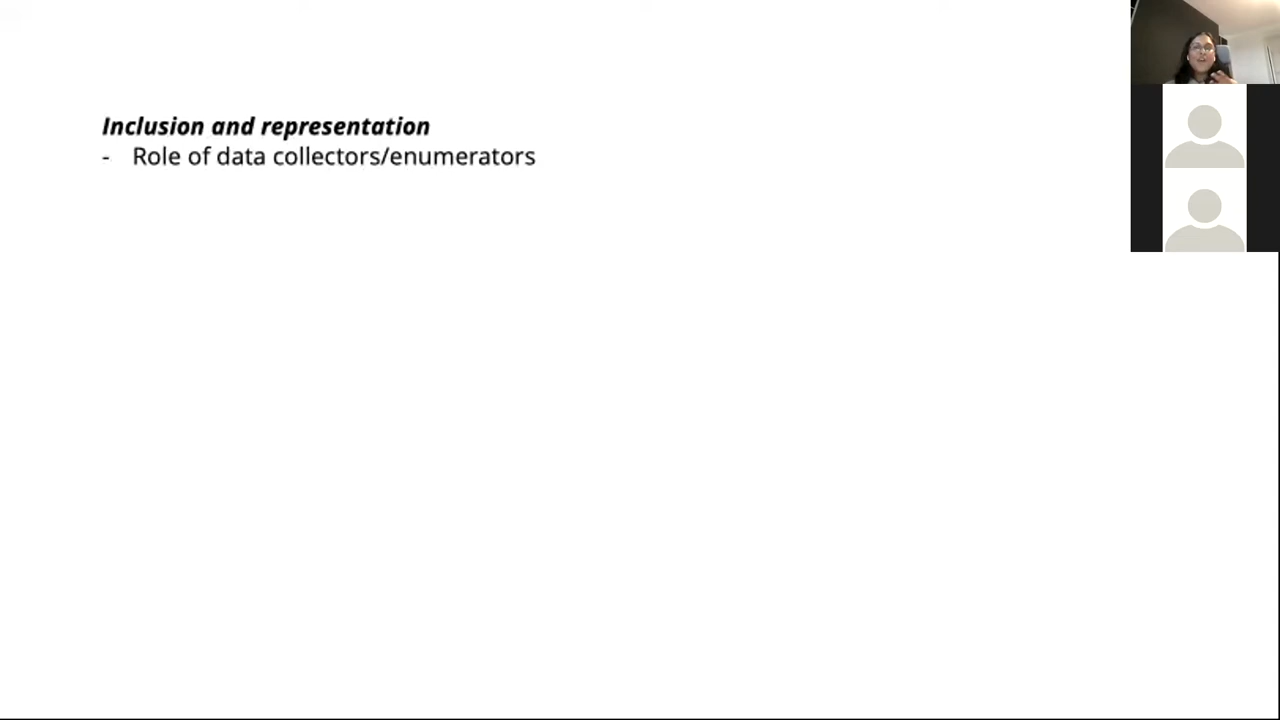 Inclusion and representation
- Role of data collectors/enumerators